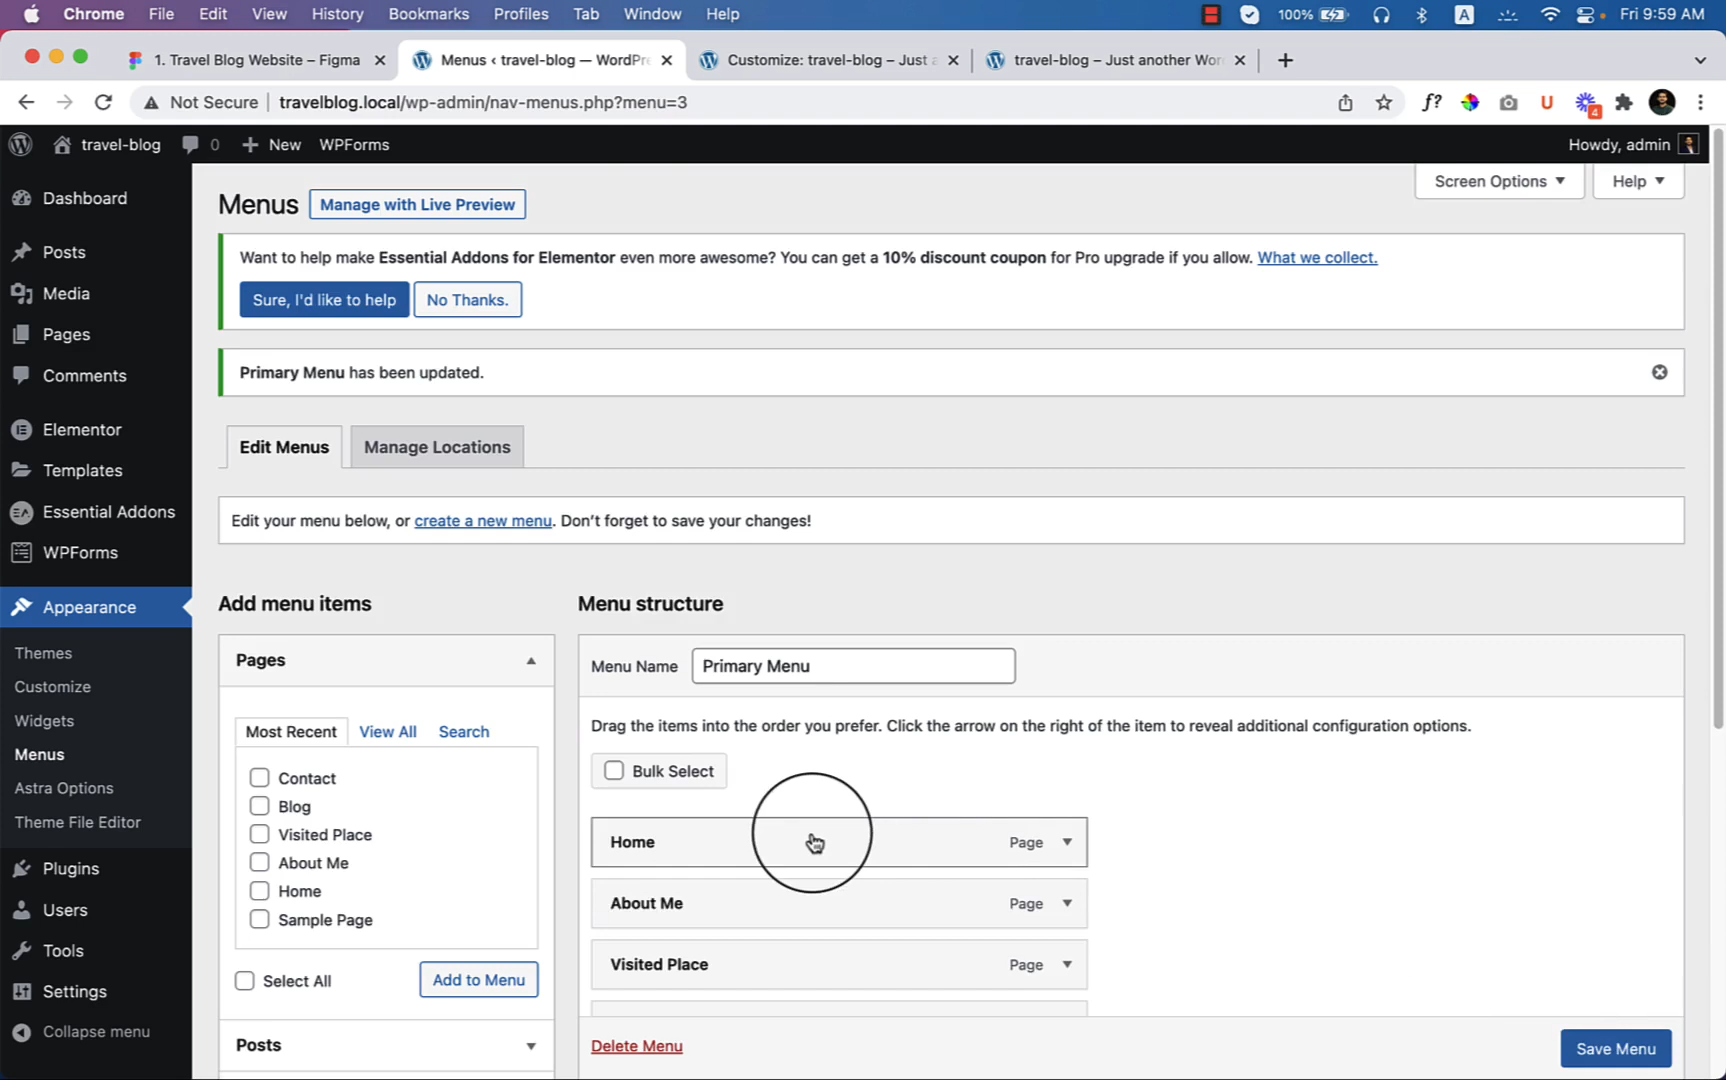 Chrome File Edit View History Bookmarks Profiles Tab Window Help 100% A Fri 9:59 AM
1. Travel Blog Website – Figma
Menus ‹ travel-blog — WordPre
Customize: travel-blog – Just a
travel-blog – Just another Wor
Not Secure travelblog.local/wp-admin/nav-menus.php?menu=3 f? U 4
travel-blog 0 New WPForms Howdy, admin
Screen Options Help
Dashboard
Posts
Media
Pages
Comments
Elementor
Templates
Essential Addons
WPForms
Appearance
Themes
Customize
Widgets
Menus
Astra Options
Theme File Editor
Plugins
Users
Tools
Settings
Collapse menu
Menus Manage with Live Preview
Want to help make Essential Addons for Elementor even more awesome? You can get a 10% discount coupon for Pro upgrade if you allow. What we collect.
Sure, I'd like to help No Thanks.
Primary Menu has been updated.
Edit Menus Manage Locations
Edit your menu below, or create a new menu. Don't forget to save your changes!
Add menu items
Pages
Most Recent View All Search
Contact
Blog
Visited Place
About Me
Home
Sample Page
Select All Add to Menu
Posts
Menu structure
Menu Name Primary Menu
Drag the items into the order you prefer. Click the arrow on the right of the item to reveal additional configuration options.
Bulk Select
Home Page
About Me Page
Visited Place Page
Delete Menu Save Menu